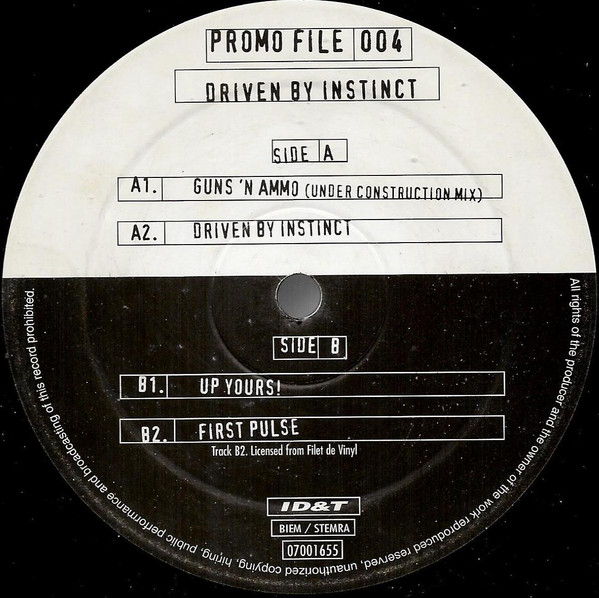 PROMO FILE 004
DRIVEN BY INSTINCT
SIDE A
A1. GUNS 'N AMMO (UNDER CONSTRUCTION MIX)
A2. DRIVEN BY INSTINCT
SIDE B
B1. UP YOURS!
B2. FIRST PULSE
Track B2. Licensed from Filet de Vinyl
ID&T
BIEM / STEMRA
07001655
All rights of the producer and the owner of the work reproduced reserved, unauthorized copying, hiring, public performance and broadcasting of this record prohibited.